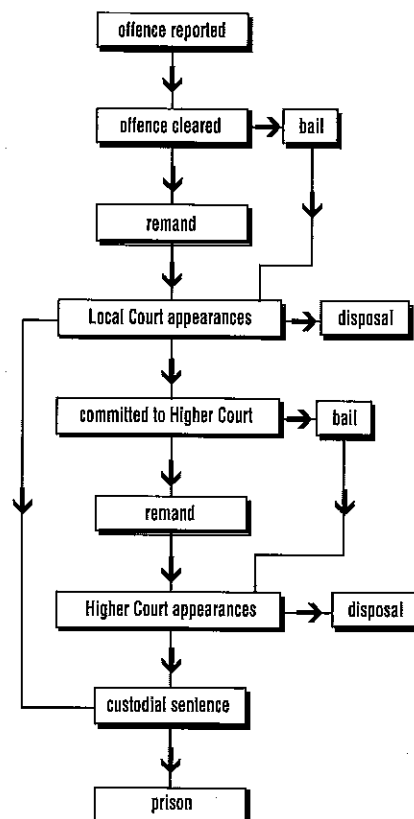 offence reported
offence cleared
bail
remand
Local Court appearances
disposal
committed to Higher Court
bail
remand
Higher Court appearances
disposal
custodial sentence
prison